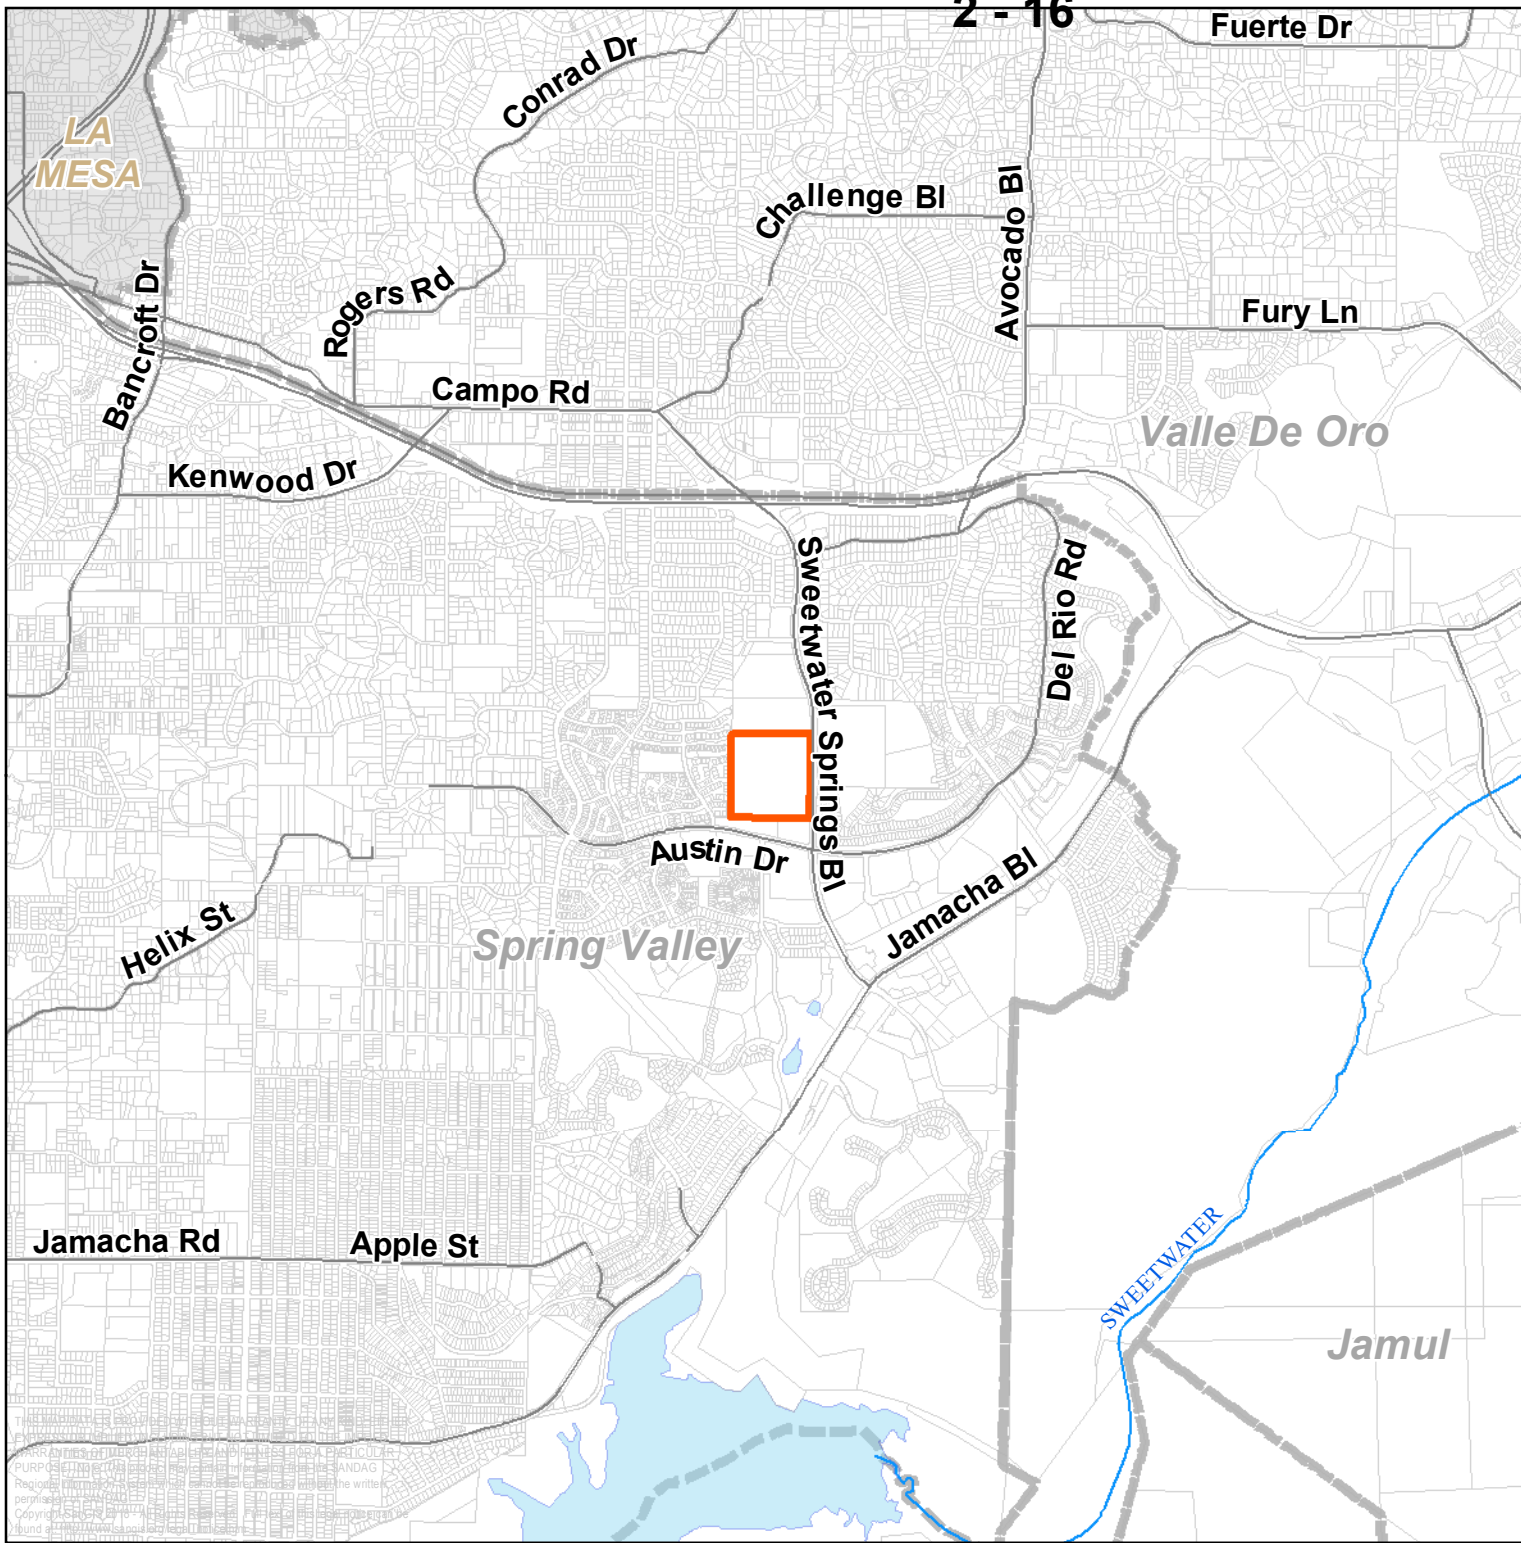 2 - 16
Fuerte Dr
Conrad Dr
LA
MESA
Challenge Bl
Avocado Bl
Bancroft Dr
Rogers Rd
Fury Ln
Campo Rd
Valle De Oro
Kenwood Dr
Sweetwater Springs Bl
Del Rio Rd
Austin Dr
Jamacha Bl
Helix St
Spring Valley
Jamacha Rd
Apple St
SWEETWATER
Jamul